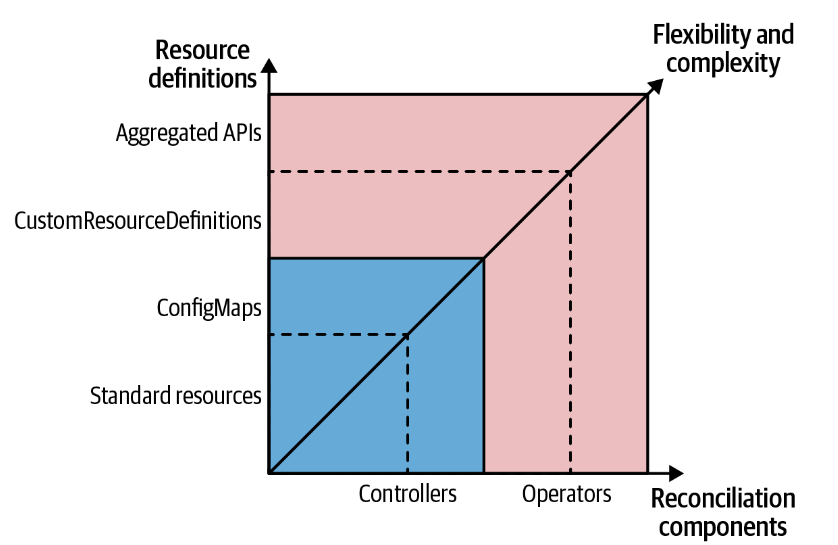 Resource
definitions
Flexibility and
complexity
Aggregated APIs
CustomResourceDefinitions
ConfigMaps
Standard resources
Controllers
Operators
Reconciliation
components